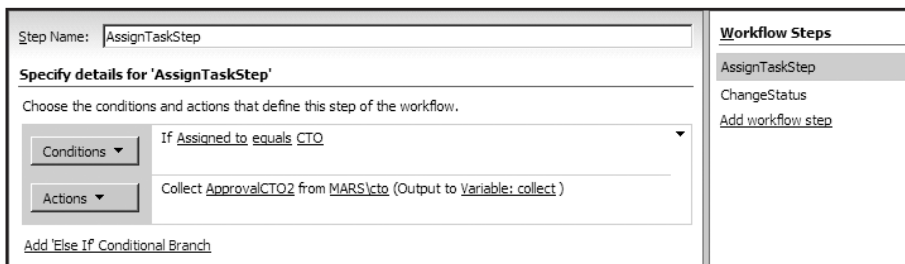 Step Name: AssignTaskStep
Specify details for 'AssignTaskStep'
Choose the conditions and actions that define this step of the workflow.
Conditions
If Assigned to equals CTO
Actions
Collect ApprovalCTO2 from MARS\cto (Output to Variable: collect )
Add 'Else If' Conditional Branch
Workflow Steps
AssignTaskStep
ChangeStatus
Add workflow step